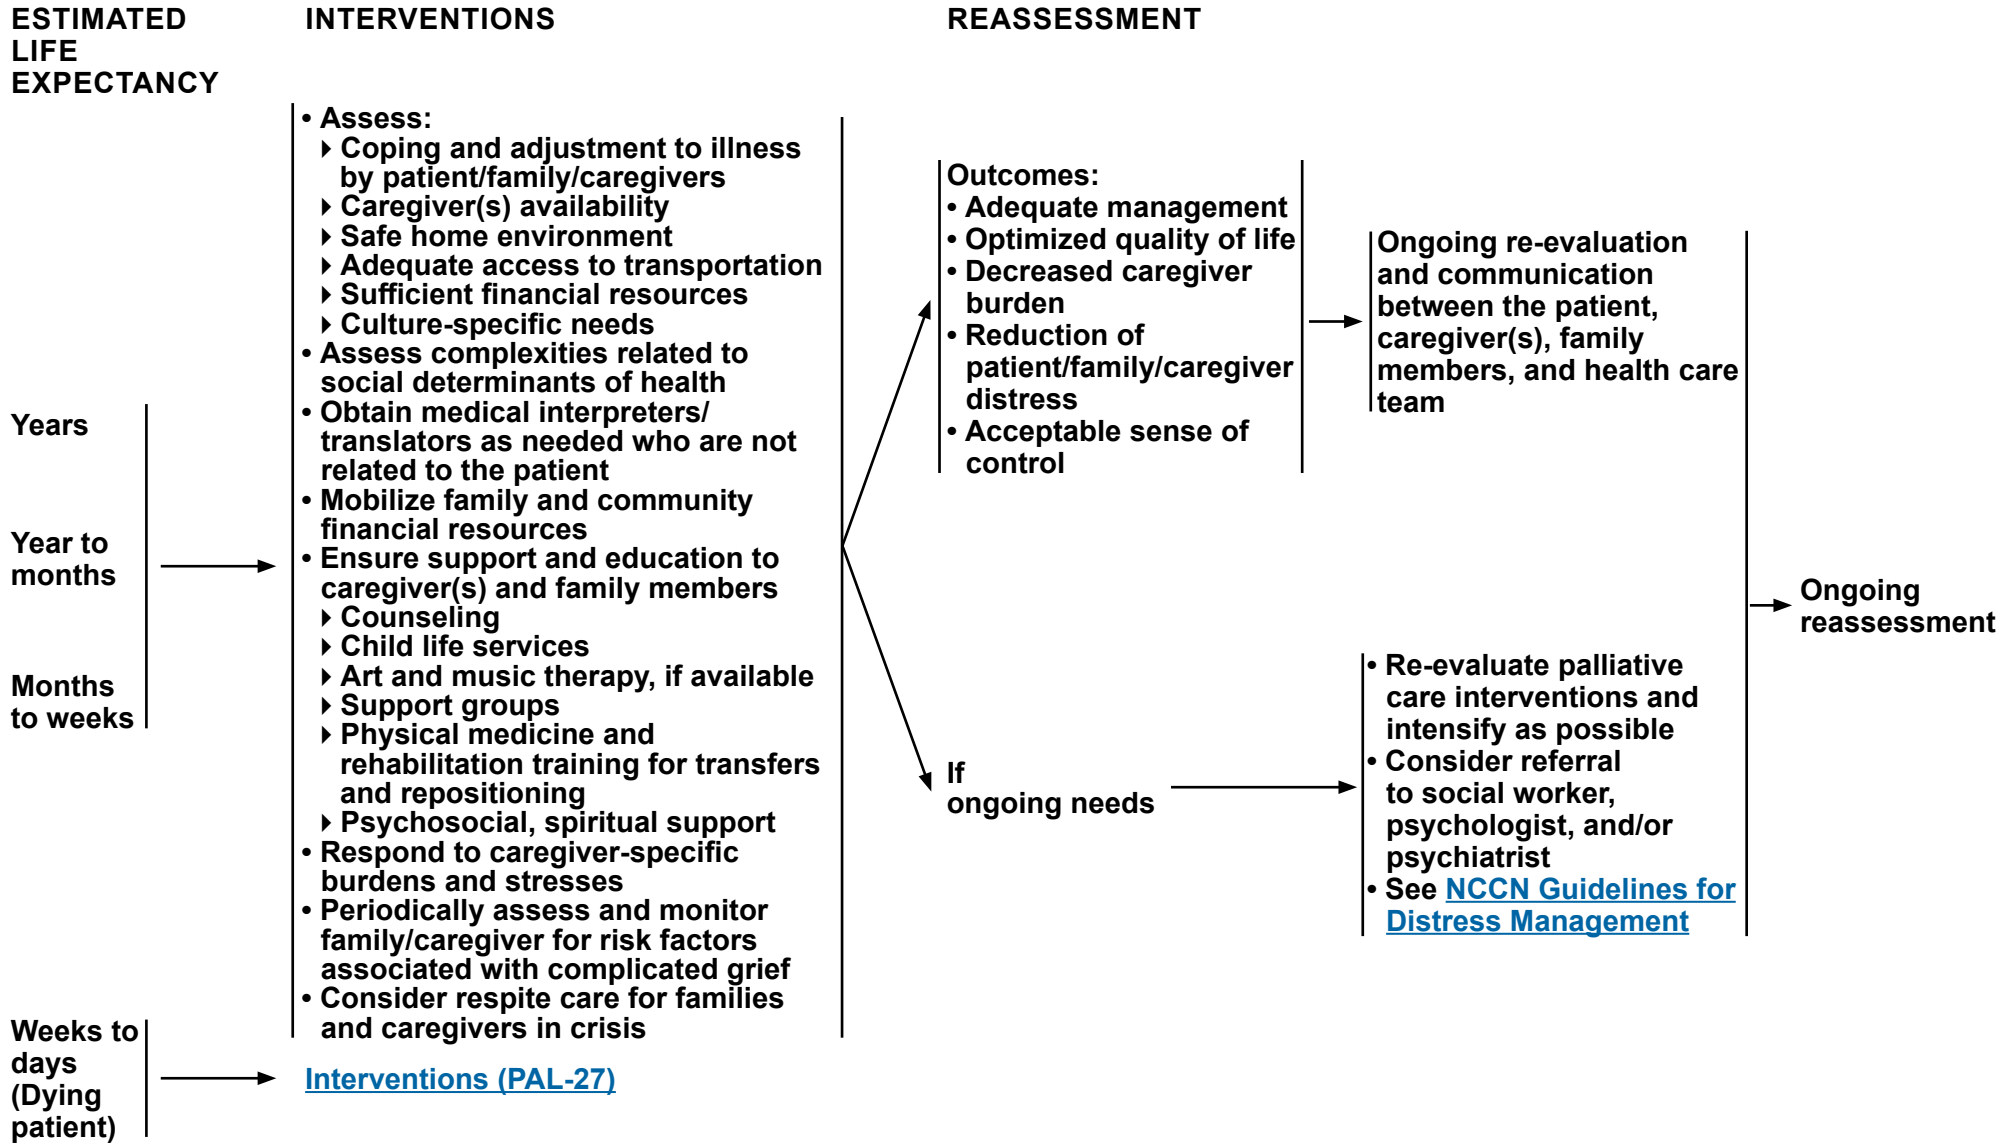 ESTIMATED
LIFE
EXPECTANCY
INTERVENTIONS
REASSESSMENT
Years
Year to
months
Months
to weeks
• Assess:
▸ Coping and adjustment to illness
by patient/family/caregivers
▸ Caregiver(s) availability
▸ Safe home environment
▸ Adequate access to transportation
▸ Sufficient financial resources
▸ Culture-specific needs
• Assess complexities related to
social determinants of health
• Obtain medical interpreters/
translators as needed who are not
related to the patient
• Mobilize family and community
financial resources
• Ensure support and education to
caregiver(s) and family members
▸ Counseling
▸ Child life services
▸ Art and music therapy, if available
▸ Support groups
▸ Physical medicine and
rehabilitation training for transfers
and repositioning
▸ Psychosocial, spiritual support
• Respond to caregiver-specific
burdens and stresses
• Periodically assess and monitor
family/caregiver for risk factors
associated with complicated grief
• Consider respite care for families
and caregivers in crisis
Outcomes:
• Adequate management
• Optimized quality of life
• Decreased caregiver
burden
• Reduction of
patient/family/caregiver
distress
• Acceptable sense of
control
Ongoing re-evaluation
and communication
between the patient,
caregiver(s), family
members, and health care
team
If
ongoing needs
• Re-evaluate palliative
care interventions and
intensify as possible
• Consider referral
to social worker,
psychologist, and/or
psychiatrist
• See NCCN Guidelines for
Distress Management
Ongoing
reassessment
Weeks to
days
(Dying
patient)
Interventions (PAL-27)